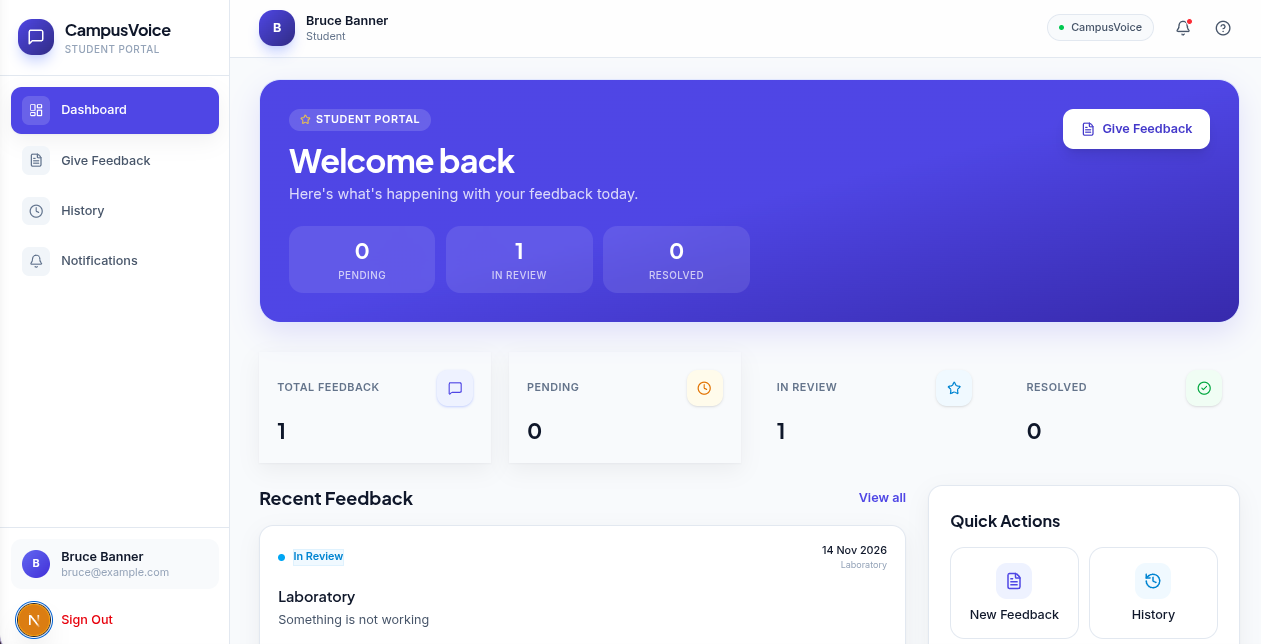 CampusVoice
STUDENT PORTAL
Dashboard
Give Feedback
History
Notifications
B
Bruce Banner
bruce@example.com
N
Sign Out
B
Bruce Banner
Student
CampusVoice
STUDENT PORTAL
Welcome back
Here's what's happening with your feedback today.
Give Feedback
0
PENDING
1
IN REVIEW
0
RESOLVED
TOTAL FEEDBACK
1
PENDING
0
IN REVIEW
1
RESOLVED
0
Recent Feedback
View all
In Review
14 Nov 2026
Laboratory
Laboratory
Something is not working
Quick Actions
New Feedback
History